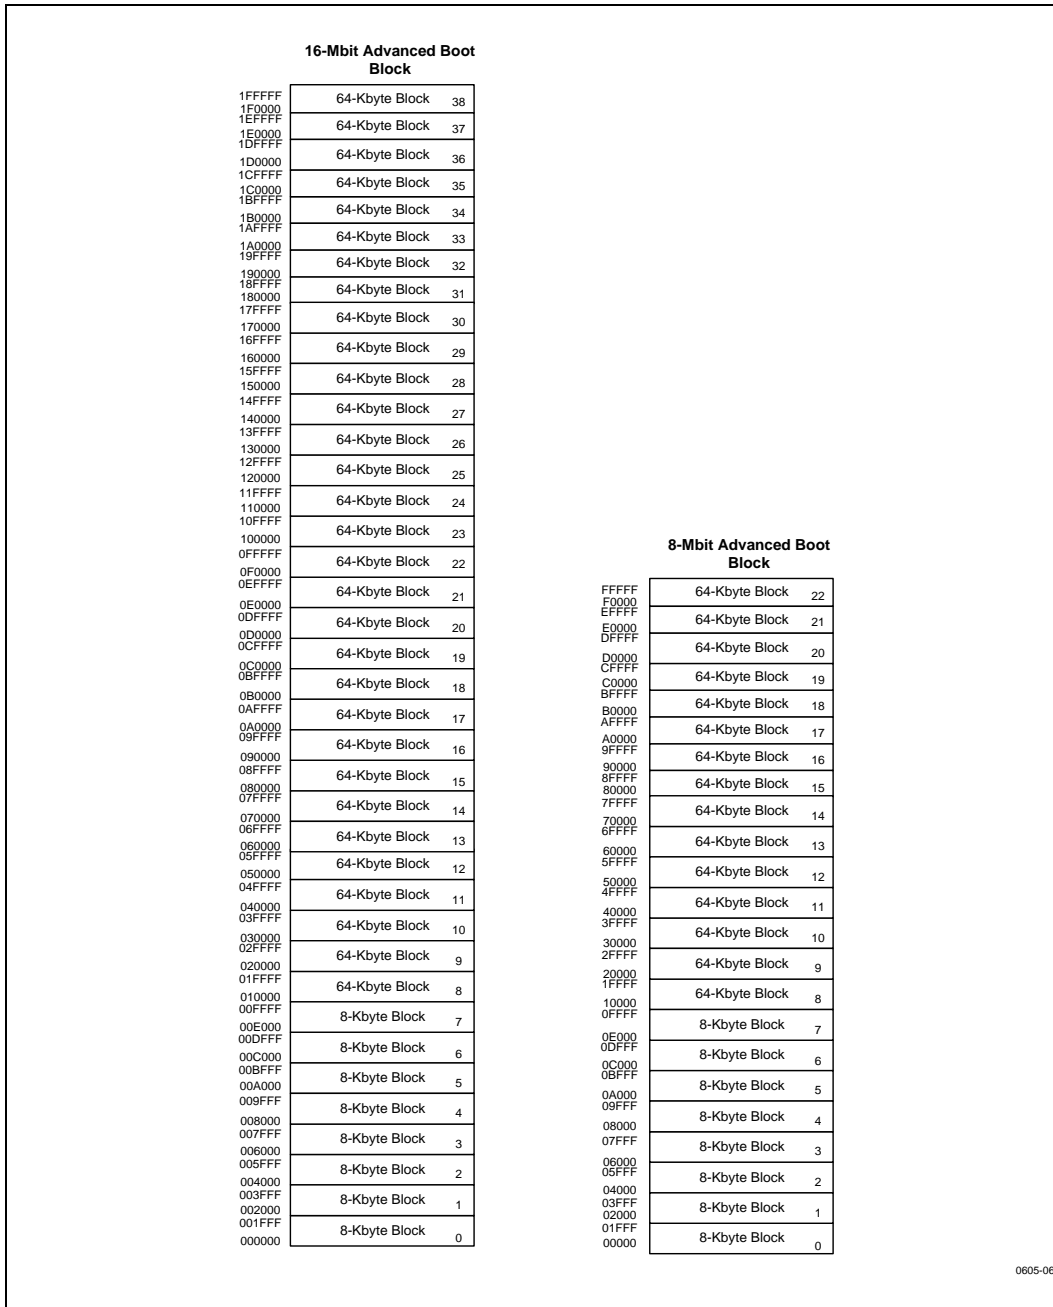 16-Mbit Advanced Boot
Block
1FFFFF
64-Kbyte Block 38
1F0000
1EFFFF
64-Kbyte Block 37
1E0000
1DFFFF
64-Kbyte Block 36
1D0000
1CFFFF
64-Kbyte Block 35
1C0000
1BFFFF
64-Kbyte Block 34
1B0000
1AFFFF
64-Kbyte Block 33
1A0000
19FFFF
64-Kbyte Block 32
190000
18FFFF
64-Kbyte Block 31
180000
17FFFF
64-Kbyte Block 30
170000
16FFFF
64-Kbyte Block 29
160000
15FFFF
64-Kbyte Block 28
150000
14FFFF
64-Kbyte Block 27
140000
13FFFF
64-Kbyte Block 26
130000
12FFFF
64-Kbyte Block 25
120000
11FFFF
64-Kbyte Block 24
110000
10FFFF
64-Kbyte Block 23
100000
0FFFFF
64-Kbyte Block 22
0F0000
0EFFFF
64-Kbyte Block 21
0E0000
0DFFFF
64-Kbyte Block 20
0D0000
0CFFFF
64-Kbyte Block 19
0C0000
0BFFFF
64-Kbyte Block 18
0B0000
0AFFFF
64-Kbyte Block 17
0A0000
09FFFF
64-Kbyte Block 16
090000
08FFFF
64-Kbyte Block 15
080000
07FFFF
64-Kbyte Block 14
070000
06FFFF
64-Kbyte Block 13
060000
05FFFF
64-Kbyte Block 12
050000
04FFFF
64-Kbyte Block 11
040000
03FFFF
64-Kbyte Block 10
030000
02FFFF
64-Kbyte Block 9
020000
01FFFF
64-Kbyte Block 8
010000
00FFFF
8-Kbyte Block 7
00E000
00DFFF
8-Kbyte Block 6
00C000
00BFFF
8-Kbyte Block 5
00A000
009FFF
8-Kbyte Block 4
008000
007FFF
8-Kbyte Block 3
006000
005FFF
8-Kbyte Block 2
004000
003FFF
8-Kbyte Block 1
002000
001FFF
8-Kbyte Block 0
000000
8-Mbit Advanced Boot
Block
FFFFF
64-Kbyte Block 22
F0000
EFFFF
64-Kbyte Block 21
E0000
DFFFF
64-Kbyte Block 20
D0000
CFFFF
64-Kbyte Block 19
C0000
BFFFF
64-Kbyte Block 18
B0000
AFFFF
64-Kbyte Block 17
A0000
9FFFF
64-Kbyte Block 16
90000
8FFFF
64-Kbyte Block 15
80000
7FFFF
64-Kbyte Block 14
70000
6FFFF
64-Kbyte Block 13
60000
5FFFF
64-Kbyte Block 12
50000
4FFFF
64-Kbyte Block 11
40000
3FFFF
64-Kbyte Block 10
30000
2FFFF
64-Kbyte Block 9
20000
1FFFF
64-Kbyte Block 8
10000
0FFFF
8-Kbyte Block 7
0E000
0DFFF
8-Kbyte Block 6
0C000
0BFFF
8-Kbyte Block 5
0A000
09FFF
8-Kbyte Block 4
08000
07FFF
8-Kbyte Block 3
06000
05FFF
8-Kbyte Block 2
04000
03FFF
8-Kbyte Block 1
02000
01FFF
8-Kbyte Block 0
00000
0605-06